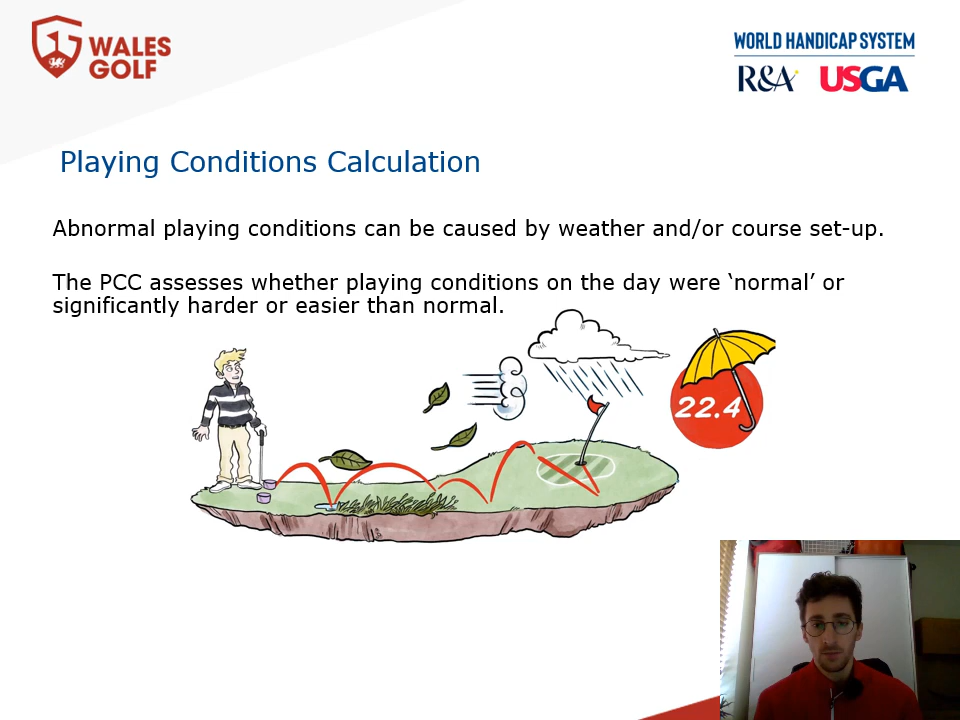 WALES
GOLF
WORLD HANDICAP SYSTEM
R&A USGA
Playing Conditions Calculation
Abnormal playing conditions can be caused by weather and/or course set-up.
The PCC assesses whether playing conditions on the day were ‘normal’ or
significantly harder or easier than normal.
22.4